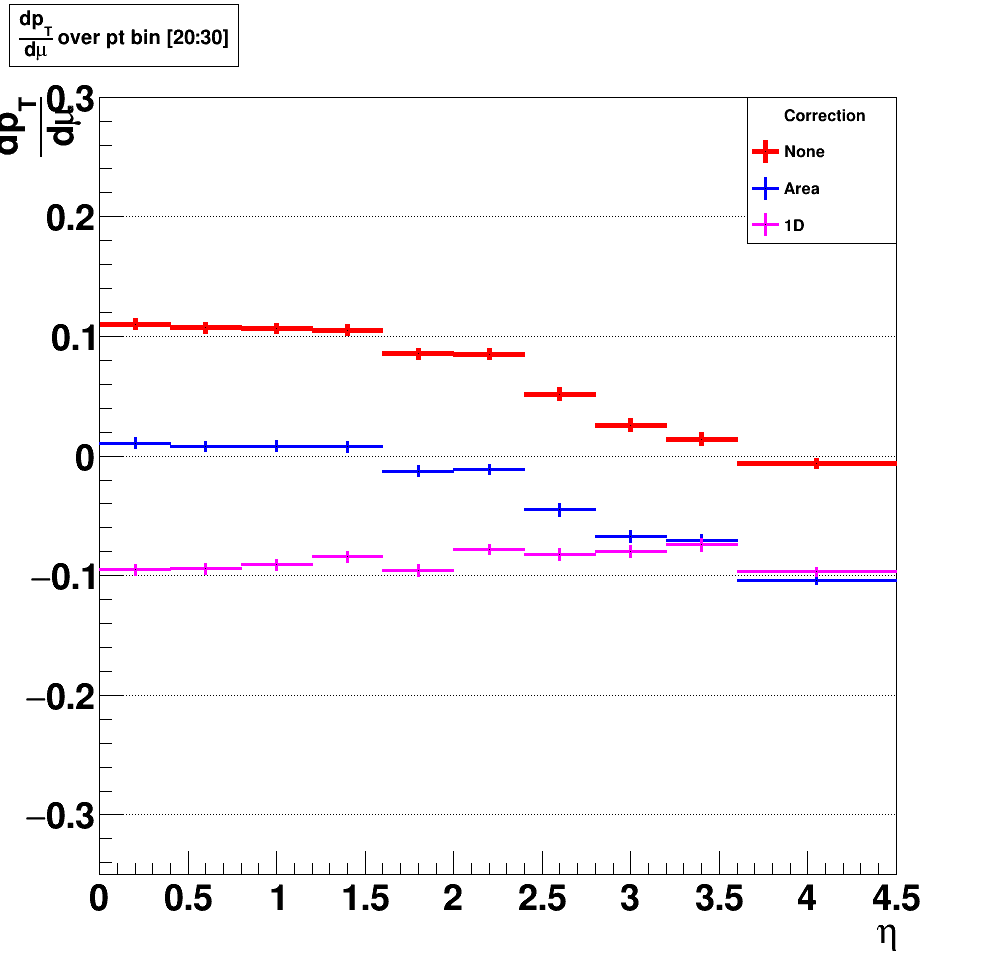 dp_T
dμ over pt bin [20:30]
dp_T
dμ
0.3
0.2
0.1
0
−0.1
−0.2
−0.3
Correction
None
Area
1D
0 0.5 1 1.5 2 2.5 3 3.5 4 4.5
η